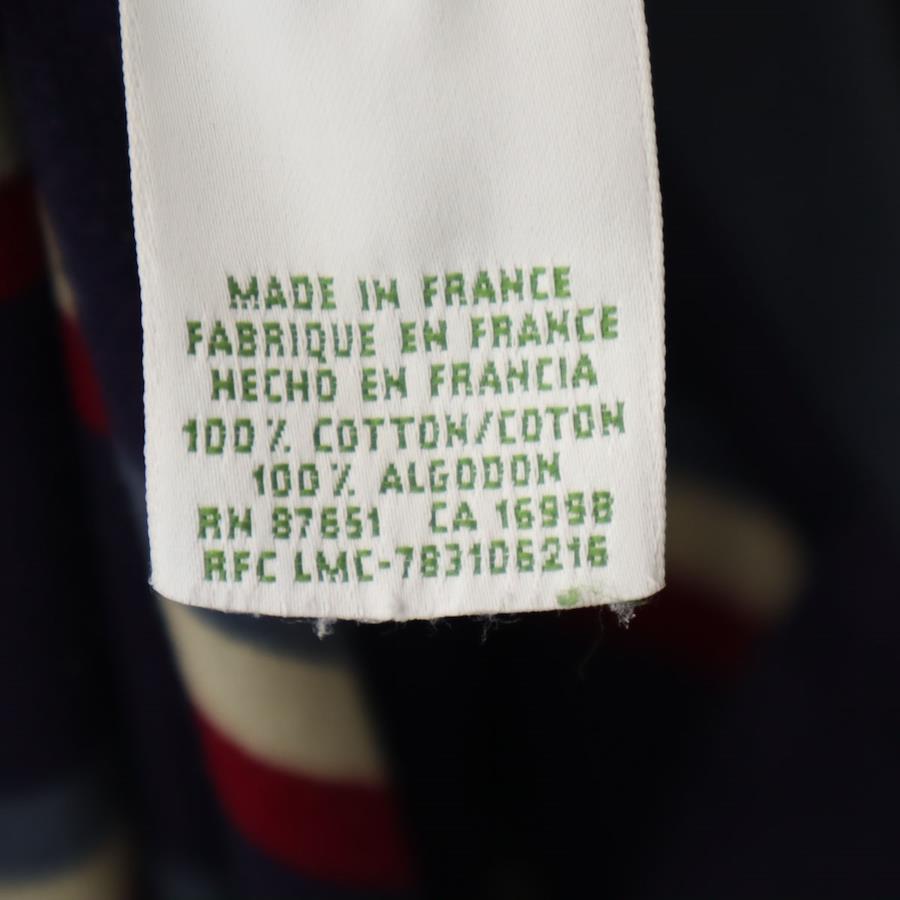 MADE IN FRANCE
FABRIQUE EN FRANCE
HECHO EN FRANCIA
100% COTTON/COTON
100% ALGODON
RN 87651 CA 16998
RFC LMC-783106216